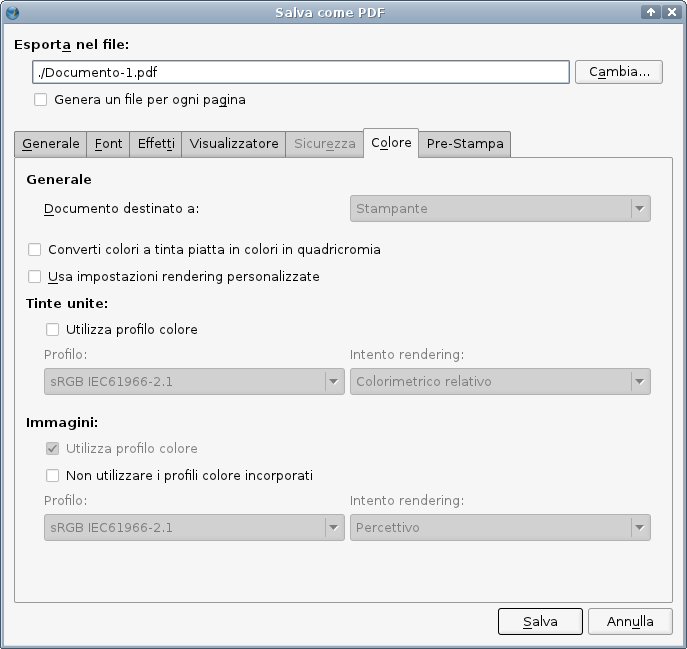 Salva come PDF
Esporta nel file:
./Documento-1.pdf
Cambia...
Genera un file per ogni pagina
Generale Font Effetti Visualizzatore Sicurezza Colore Pre-Stampa
Generale
Documento destinato a: Stampante
Converti colori a tinta piatta in colori in quadricromia
Usa impostazioni rendering personalizzate
Tinte unite:
Utilizza profilo colore
Profilo: Intento rendering:
sRGB IEC61966-2.1 Colorimetrico relativo
Immagini:
Utilizza profilo colore
Non utilizzare i profili colore incorporati
Profilo: Intento rendering:
sRGB IEC61966-2.1 Percettivo
Salva Annulla